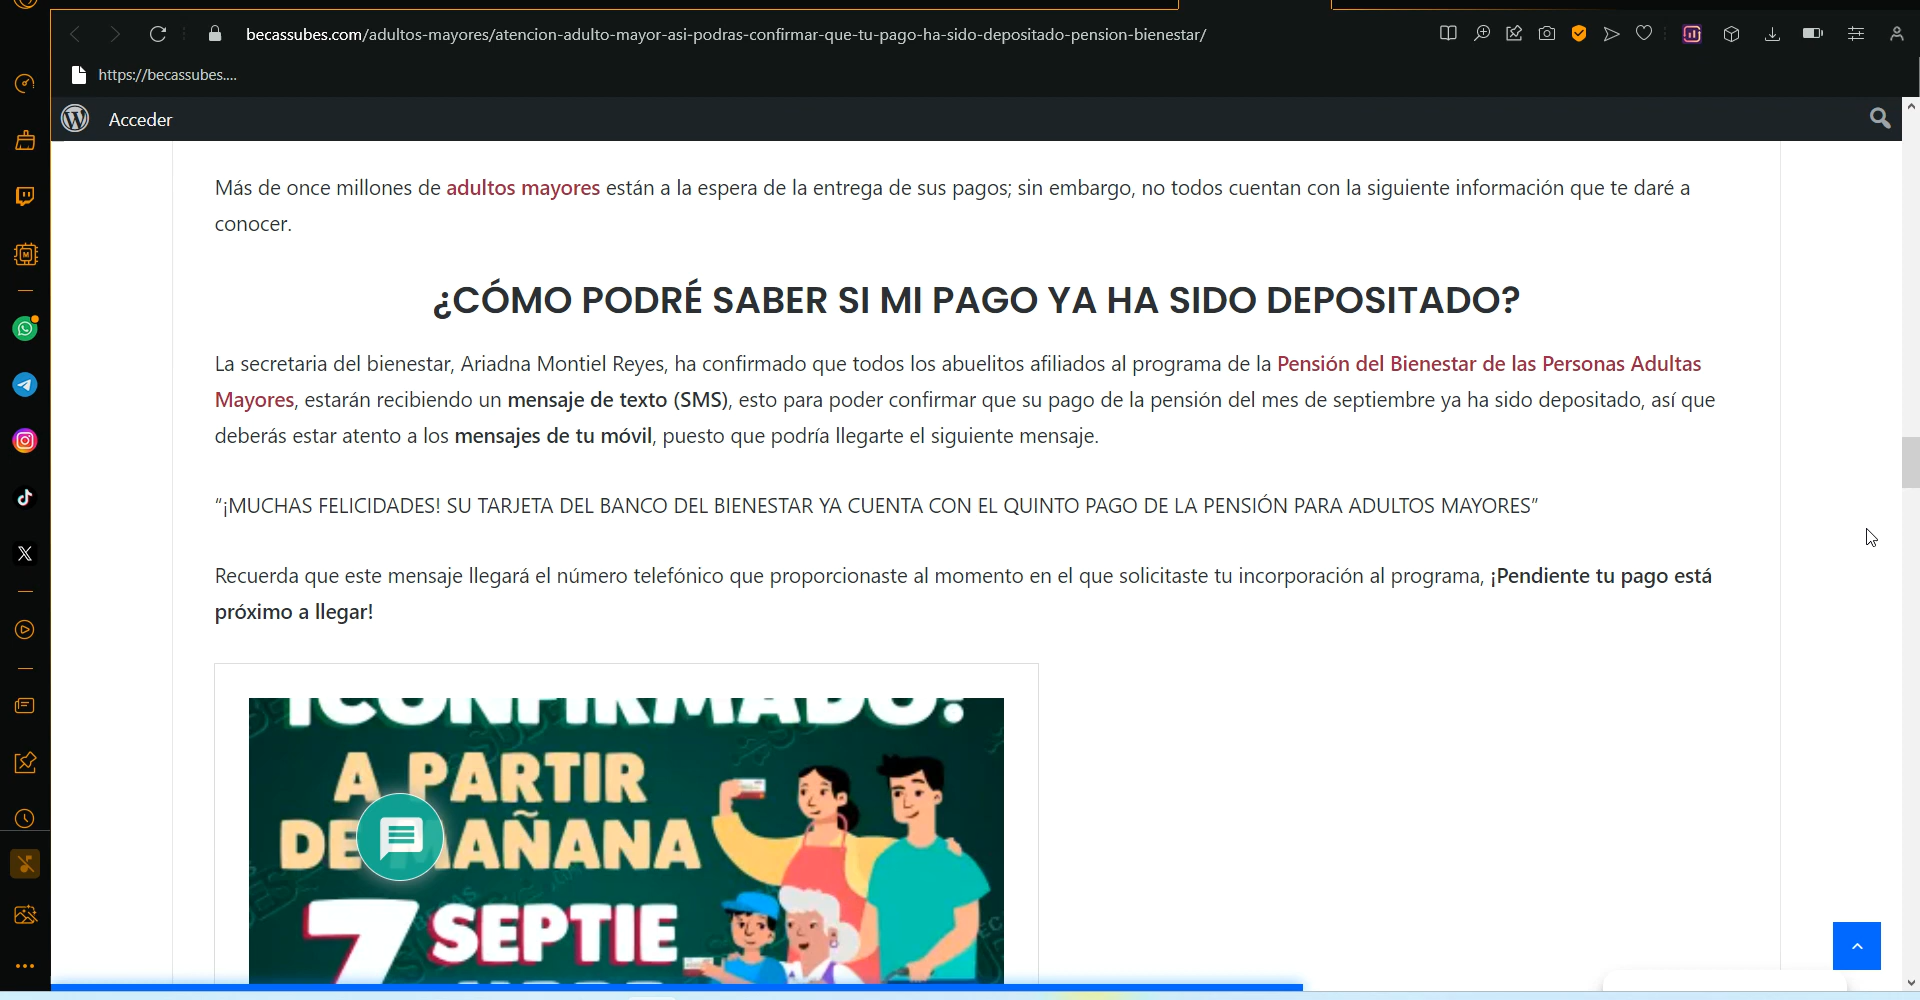 becassubes.com/adultos-mayores/atencion-adulto-mayor-asi-podras-confirmar-que-tu-pago-ha-sido-depositado-pension-bienestar/
https://becassubes....
Acceder
Más de once millones de adultos mayores están a la espera de la entrega de sus pagos; sin embargo, no todos cuentan con la siguiente información que te daré a
conocer.
¿CÓMO PODRÉ SABER SI MI PAGO YA HA SIDO DEPOSITADO?
La secretaria del bienestar, Ariadna Montiel Reyes, ha confirmado que todos los abuelitos afiliados al programa de la Pensión del Bienestar de las Personas Adultas
Mayores, estarán recibiendo un mensaje de texto (SMS), esto para poder confirmar que su pago de la pensión del mes de septiembre ya ha sido depositado, así que
deberás estar atento a los mensajes de tu móvil, puesto que podría llegarte el siguiente mensaje.
“¡MUCHAS FELICIDADES! SU TARJETA DEL BANCO DEL BIENESTAR YA CUENTA CON EL QUINTO PAGO DE LA PENSIÓN PARA ADULTOS MAYORES”
Recuerda que este mensaje llegará el número telefónico que proporcionaste al momento en el que solicitaste tu incorporación al programa, ¡Pendiente tu pago está
próximo a llegar!
¡CONFIRMADO!
A PARTIR
DE MAÑANA
7 SEPTIE